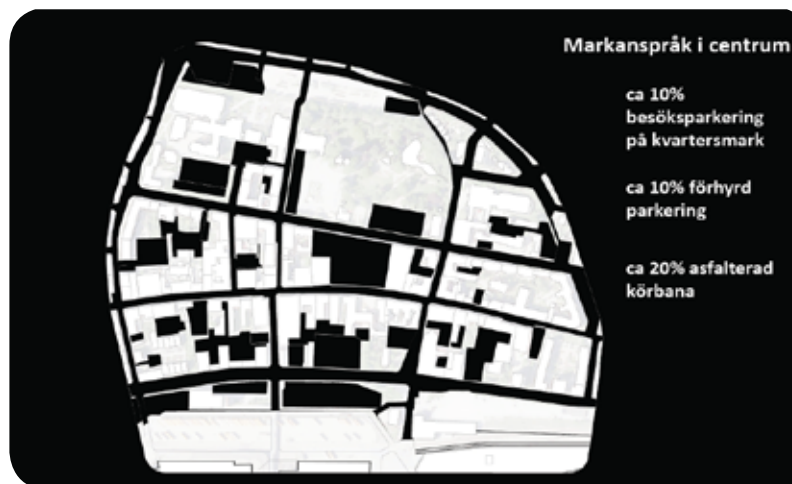 Markanspråk i centrum
ca 10%
besöksparkering
på kvartersmark
ca 10% förhyrd
parkering
ca 20% asfalterad
körbana